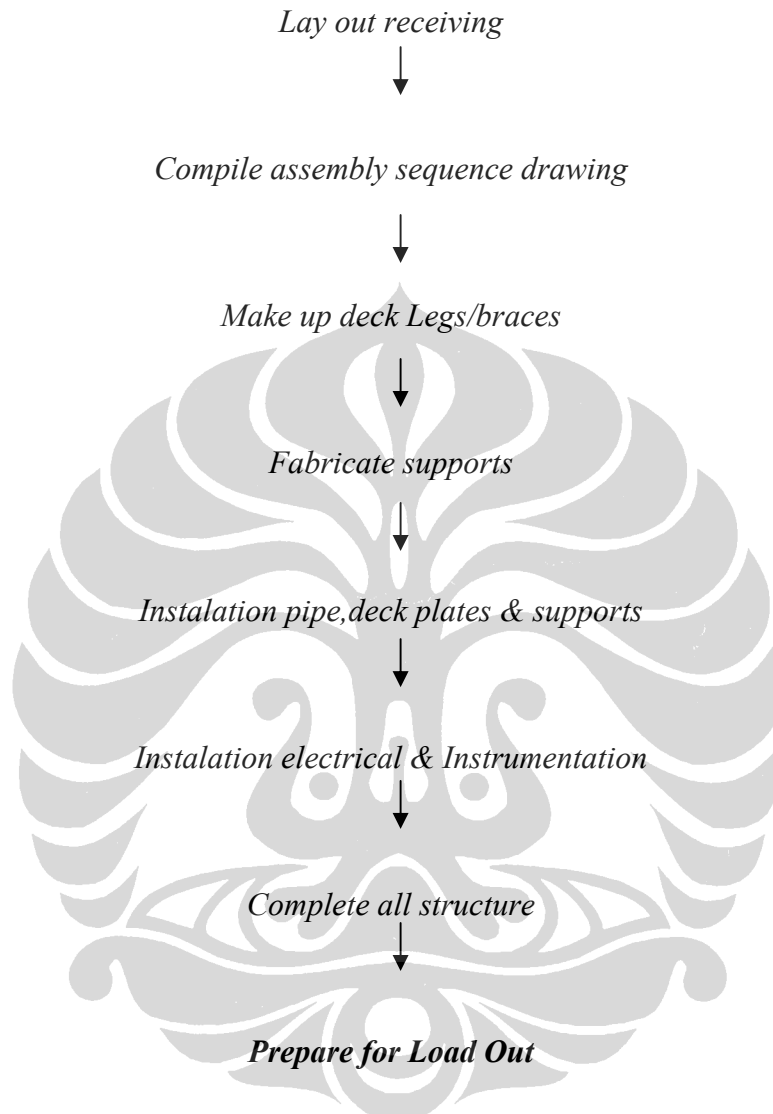 Lay out receiving
Compile assembly sequence drawing
Make up deck Legs/braces
Fabricate supports
Instalation pipe,deck plates & supports
Instalation electrical & Instrumentation
Complete all structure
Prepare for Load Out